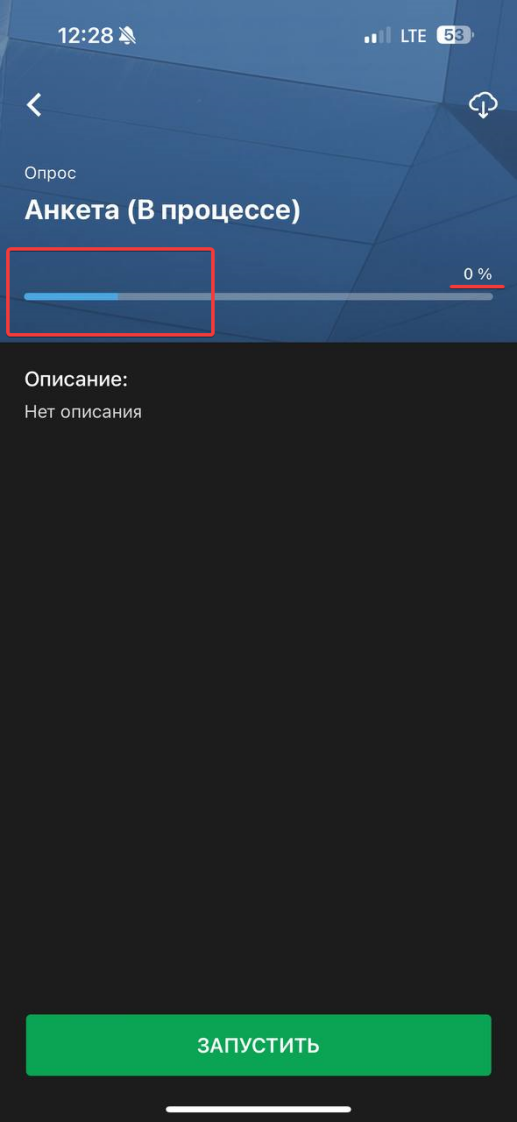 12:28
LTE 53
Опрос
Анкета (В процессе)
0 %
Описание:
Нет описания
ЗАПУСТИТЬ